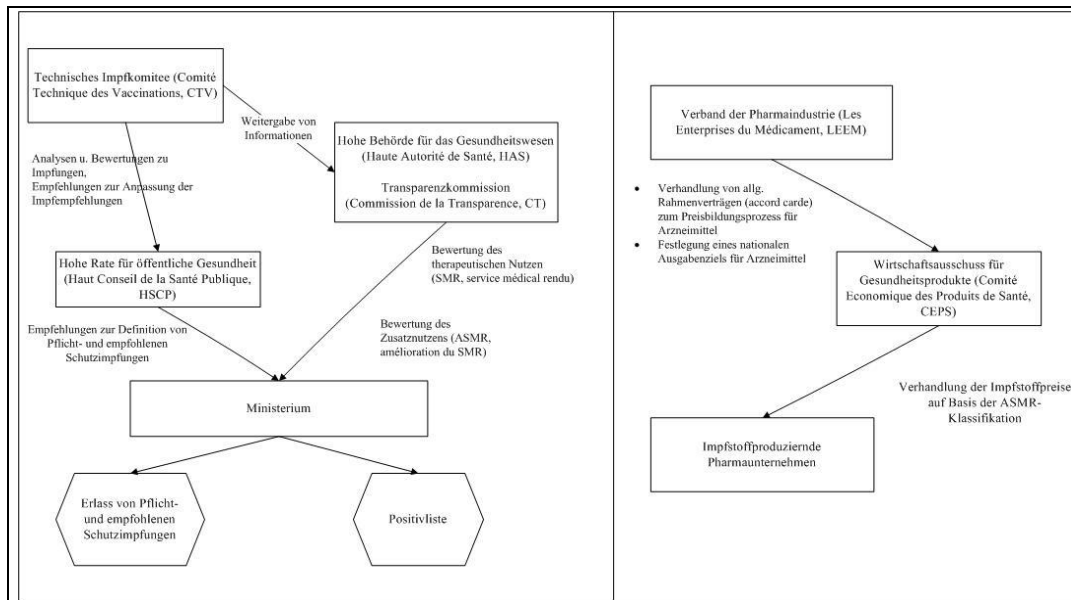 Technisches Impfkomitee (Comité
Technique des Vaccinations, CTV)
Weitergabe von
Informationen
Hohe Behörde für das Gesundheitswesen
(Haute Autorité de Santé, HAS)
Transparenzkommission
(Commission de la Transparence, CT)
Analysen u. Bewertungen zu
Impfungen,
Empfehlungen zur Anpassung der
Impfempfehlungen
Hohe Rate für öffentliche Gesundheit
(Haut Conseil de la Santé Publique,
HSCP)
Bewertung des
therapeutischen Nutzen
(SMR, service médical rendu)
Empfehlungen zur Definition von
Pflicht- und empfohlenen
Schutzimpfungen
Bewertung des
Zusatznutzens (ASMR,
amélioration du SMR)
Ministerium
Erlass von Pflicht-
und empfohlenen
Schutzimpfungen
Positivliste
Verband der Pharmaindustrie (Les
Enterprises du Médicament, LEEM)
• Verhandlung von allg.
Rahmenverträgen (accord carde)
zum Preisbildungsprozess für
Arzneimittel
• Festlegung eines nationalen
Ausgabenziels für Arzneimittel
Wirtschaftsausschuss für
Gesundheitsprodukte (Comité
Economique des Produits de Santé,
CEPS)
Verhandlung der Impfstoffpreise
auf Basis der ASMR-
Klassifikation
Impfstoffproduzierende
Pharmaunternehmen